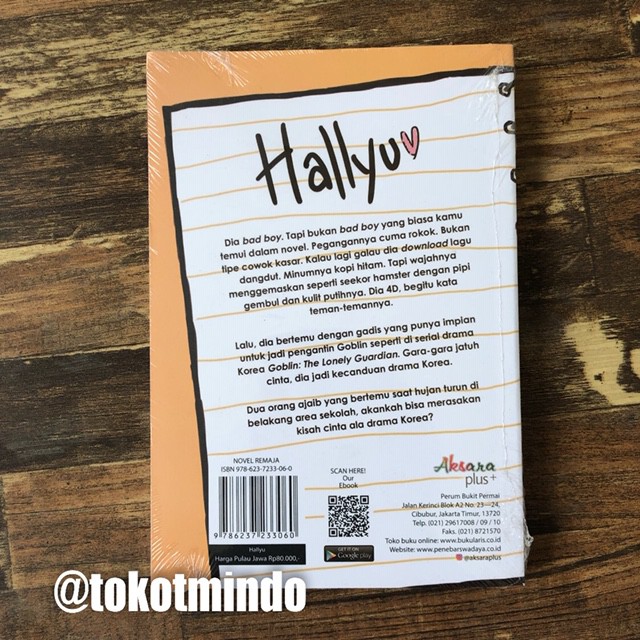 Hallyu
Dia bad boy. Tapi bukan bad boy yang biasa kamu
temui dalam novel. Pegangannya cuma rokok. Bukan
tipe cowok kasar. Kalau lagi galau dia download lagu
dangdut. Minumnya kopi hitam. Tapi wajahnya
menggemaskan seperti seekor hamster dengan pipi
gembul dan kulit putihnya. Dia 4D, begitu kata
teman-temannya.
Lalu, dia bertemu dengan gadis yang punya impian
untuk jadi pengantin Goblin seperti di serial drama
Korea Goblin: The Lonely Guardian. Gara-gara jatuh
cinta, dia jadi kecanduan drama Korea.
Dua orang ajaib yang bertemu saat hujan turun di
belakang area sekolah, akankah bisa merasakan
kisah cinta ala drama Korea?
NOVEL REMAJA
ISBN 978-623-7233-06-0
9 786237 233060
Hallyu
Harga Pulau Jawa Rp80.000,-
SCAN HERE!
Our
Ebook
GET IT ON
Google play
Aksara
plus+
Perum Bukit Permai
Jalan Kerinci Blok A2 No. 23—24,
Cibubur, Jakarta Timur, 13720
Telp. (021) 29617008 / 09 / 10
Faks. (021) 8721570
Toko buku online: www.bukularis.co.id
Website: www.penebarswadaya.co.id
@aksaraplus
@tokotmindo